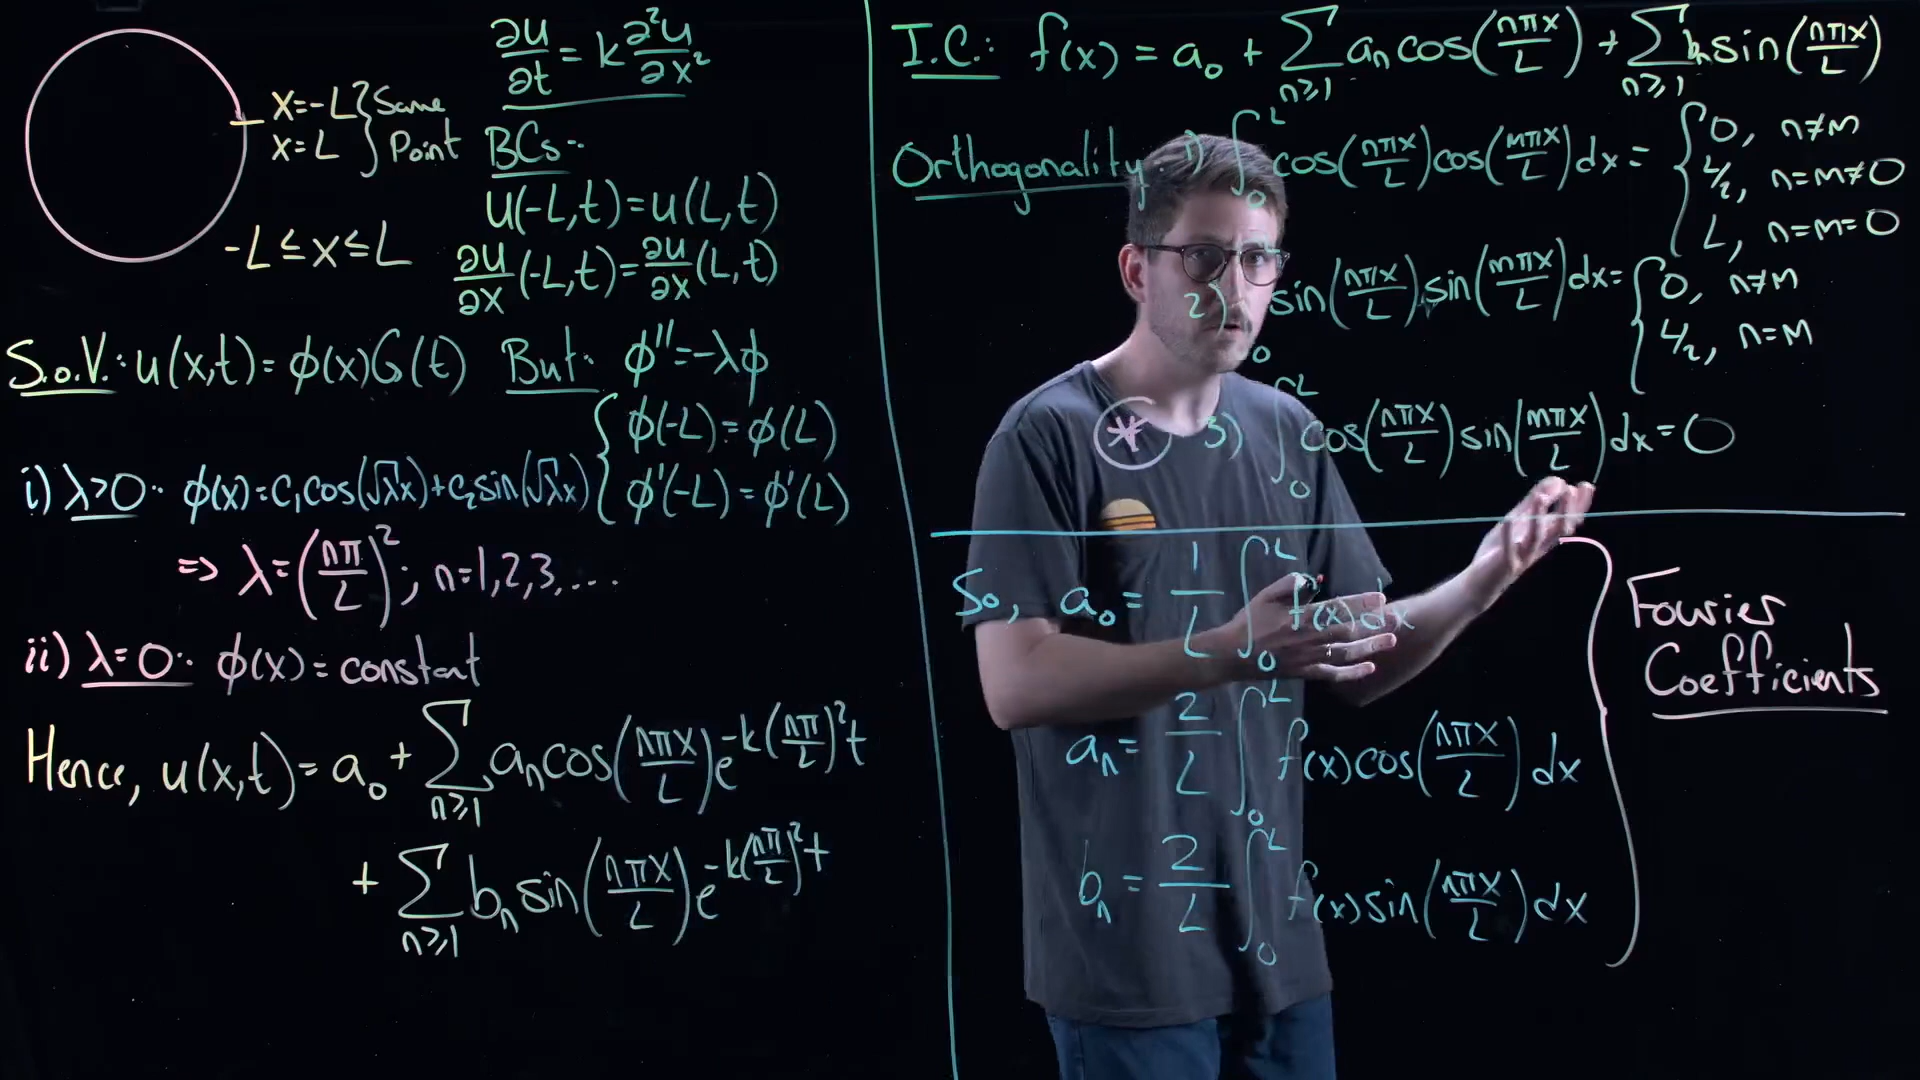 x=-L } Same
x=L } Point
-L ≤ x ≤ L
∂u/∂t = k ∂²u/∂x²
BCs:
u(-L,t)=u(L,t)
∂u/∂x(-L,t)=∂u/∂x(L,t)
S.o.V.: u(x,t)= φ(x)G(t) But: φ''=-λφ
{ φ(-L)=φ(L)
φ'(-L)=φ'(L)
i) λ>0: φ(x)=c₁cos(√λx)+c₂sin(√λx)
=> λ=(nπ/L)²; n=1,2,3,...
ii) λ=0: φ(x)=constant
Hence, u(x,t)= a₀ + ∑_{n≥1} aₙcos(nπx/L)e^{-k(nπ/L)²t}
+ ∑_{n≥1} bₙsin(nπx/L)e^{-k(nπ/L)²t}
I.C.: f(x) = a₀ + ∑_{n≥1} aₙcos(nπx/L) + ∑_{n≥1} bₙsin(nπx/L)
Orthogonality: 1) ∫₀^L cos(nπx/L)cos(mπx/L)dx = { 0, n≠m
L/2, n=m≠0
L, n=m=0
2) ∫₀ sin(nπx/L)sin(mπx/L)dx= { 0, n≠m
L/2, n=m
* 3) ∫₀^L cos(nπx/L)sin(mπx/L)dx=0
So, a₀ = 1/L ∫₀^L f(x)dx
aₙ = 2/L ∫₀^L f(x)cos(nπx/L) dx
bₙ = 2/L ∫₀^L f(x)sin(nπx/L)dx
Fourier
Coefficients